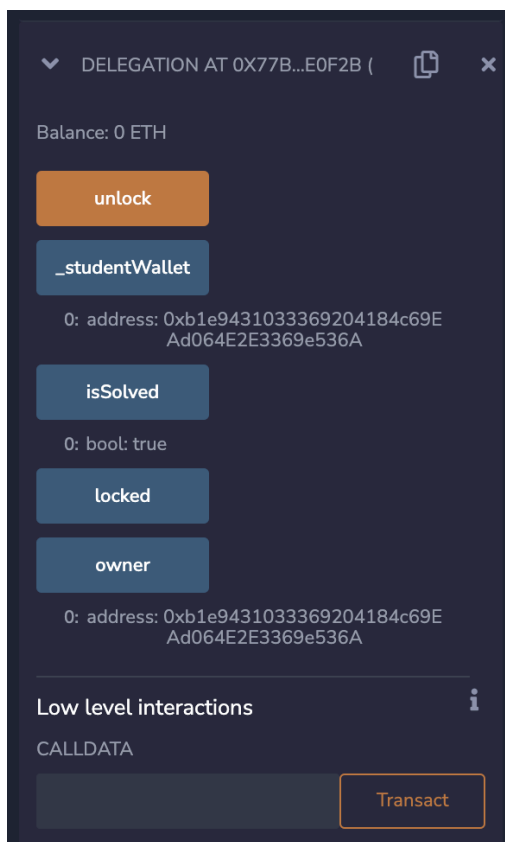 DELEGATION AT 0X77B...E0F2B (
Balance: 0 ETH
unlock
_studentWallet
0: address: 0xb1e9431033369204184c69E
Ad064E2E3369e536A
isSolved
0: bool: true
locked
owner
0: address: 0xb1e9431033369204184c69E
Ad064E2E3369e536A
Low level interactions
CALLDATA
Transact